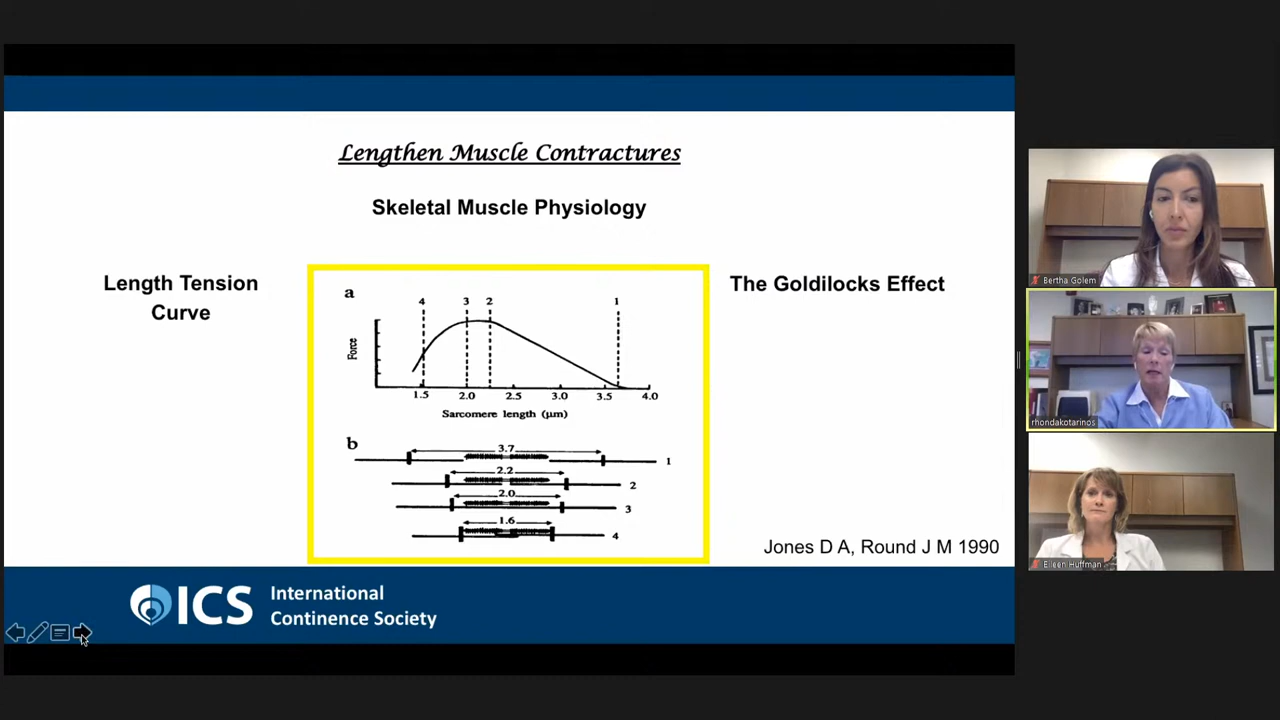 Lengthen Muscle Contractures
Skeletal Muscle Physiology
Length Tension
Curve
The Goldilocks Effect
a
4 3 2 1
Force
1.5 2.0 2.5 3.0 3.5 4.0
Sarcomere length (μm)
b
3.7
1
2.2
2
2.0
3
1.6
4
Jones D A, Round J M 1990
ICS
International
Continence Society
Bertha Golem
rhondakotarinos
Eileen Huffman